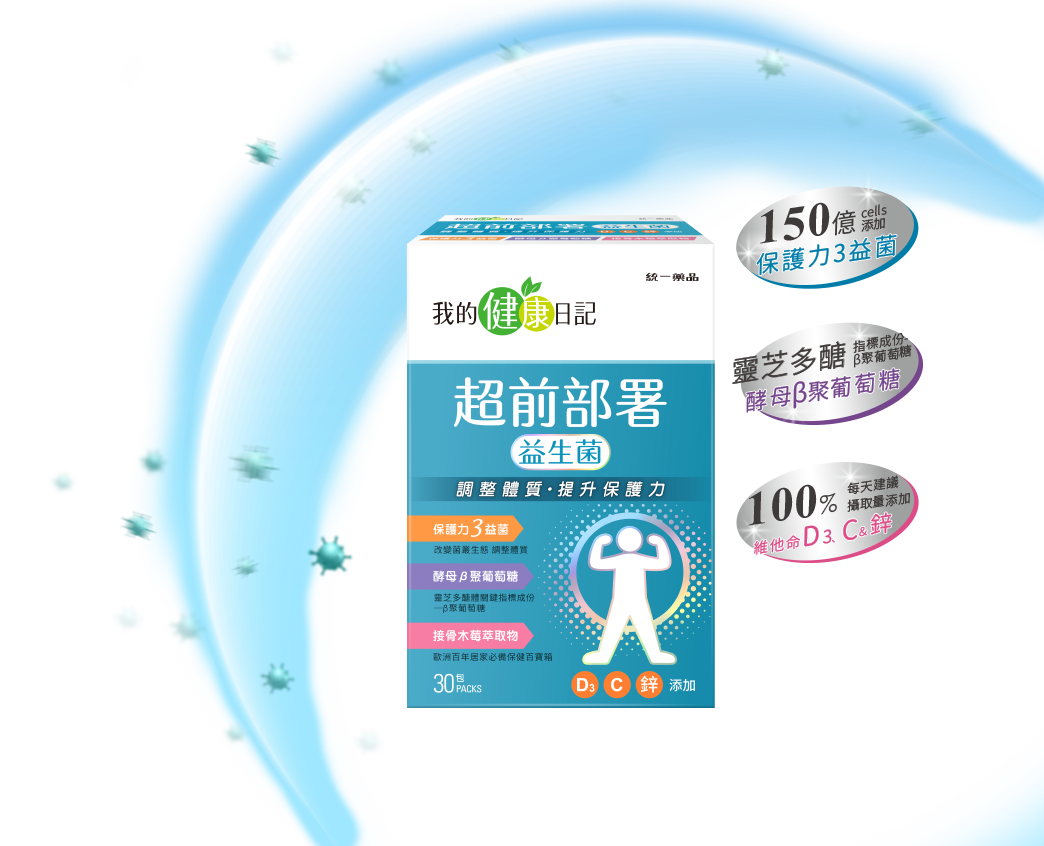 超前部署 益生菌
統一藥品
我的健康日記
超前部署
益生菌
調整體質·提升保護力
保護力3益菌
改變菌叢生態 調整體質
酵母β聚葡萄糖
靈芝多醣體關鍵指標成份
—β聚葡萄糖
接骨木莓萃取物
歐洲百年居家必備保健百寶箱
30包
PACKS
D3 C 鋅 添加
150億 cells
添加
保護力3益菌
靈芝多醣 指標成份-
β聚葡萄糖
酵母β聚葡萄糖
100% 每天建議
攝取量添加
維他命D3、C&鋅